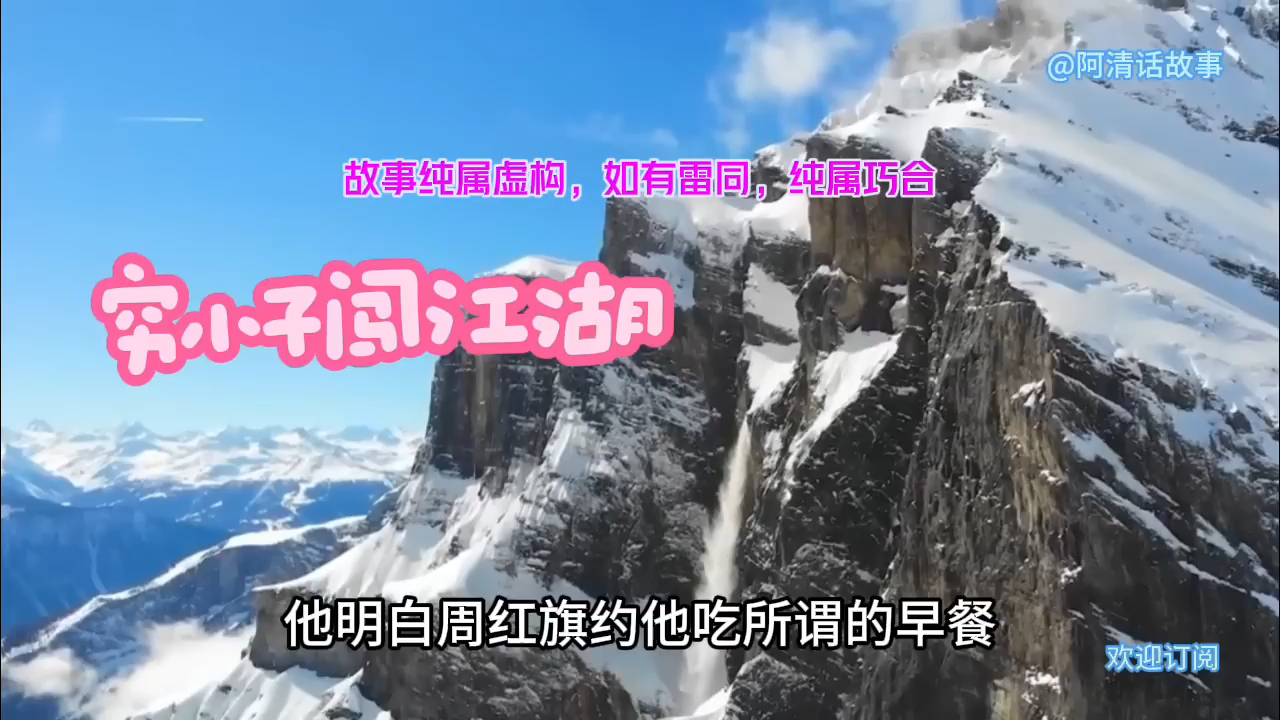 @阿清话故事
故事纯属虚构，如有雷同，纯属巧合
穷小子闯江湖
他明白周红旗约他吃所谓的早餐
欢迎订阅